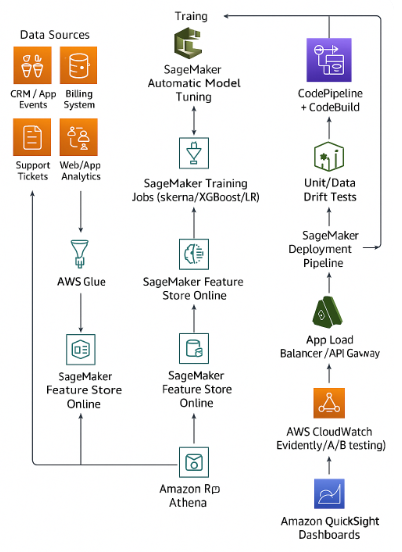 Data Sources
CRM / App
Events
Billing
System
Support
Tickets
Web/App
Analytics
AWS Glue
SageMaker
Feature Store
Online
Traing
SageMaker
Automatic Model
Tuning
SageMaker Training
Jobs (skerna/XGBoost/LR)
SageMaker Feature
Store Online
SageMaker
Feature Store
Online
Amazon
Athena
CodePipeline
+ CodeBuild
Unit/Data
Drift Tests
SageMaker
Deployment
Pipeline
App Load
Balancer/API Gaway
AWS CloudWatch
Evidently/A/B testing)
Amazon QuickSight
Dashboards